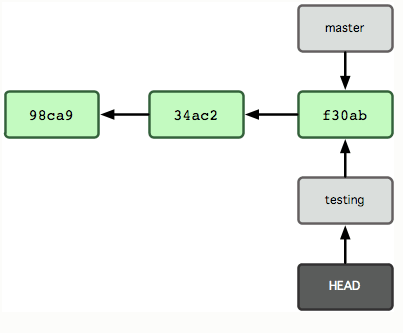 master
98ca9
34ac2
f30ab
testing
HEAD